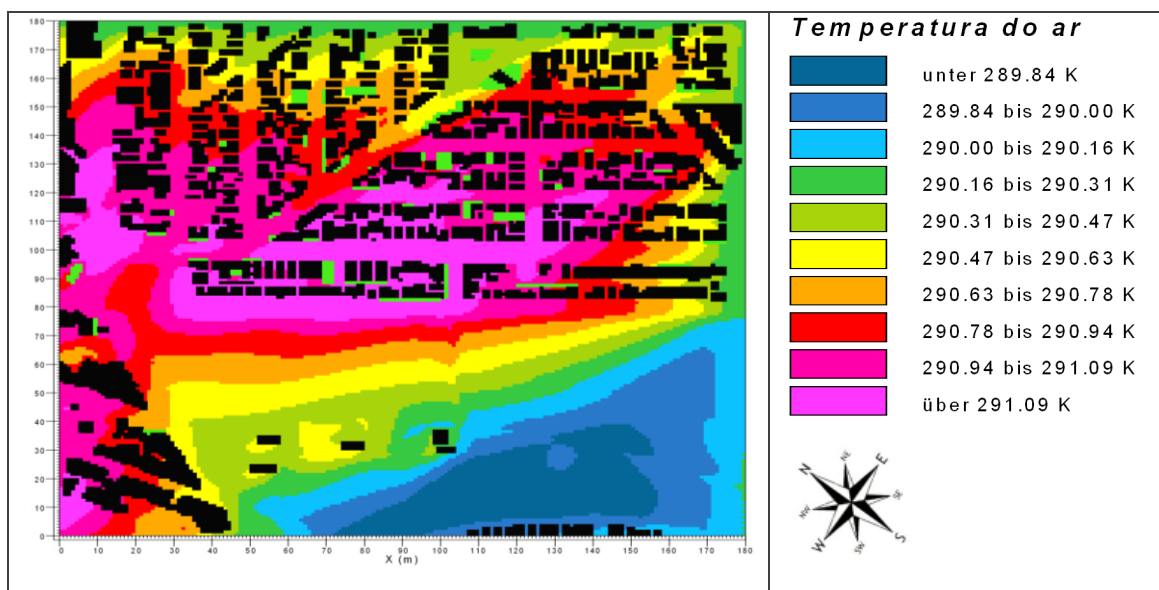 Temperatura do ar
unter 289.84 K
289.84 bis 290.00 K
290.00 bis 290.16 K
290.16 bis 290.31 K
290.31 bis 290.47 K
290.47 bis 290.63 K
290.63 bis 290.78 K
290.78 bis 290.94 K
290.94 bis 291.09 K
über 291.09 K
180
170
160
150
140
130
120
110
100
90
80
70
60
50
40
30
20
10
0
0 10 20 30 40 50 60 70 80 90 100 110 120 130 140 150 160 170 180
X (m)
NE
N E
NW SE
W S
SW